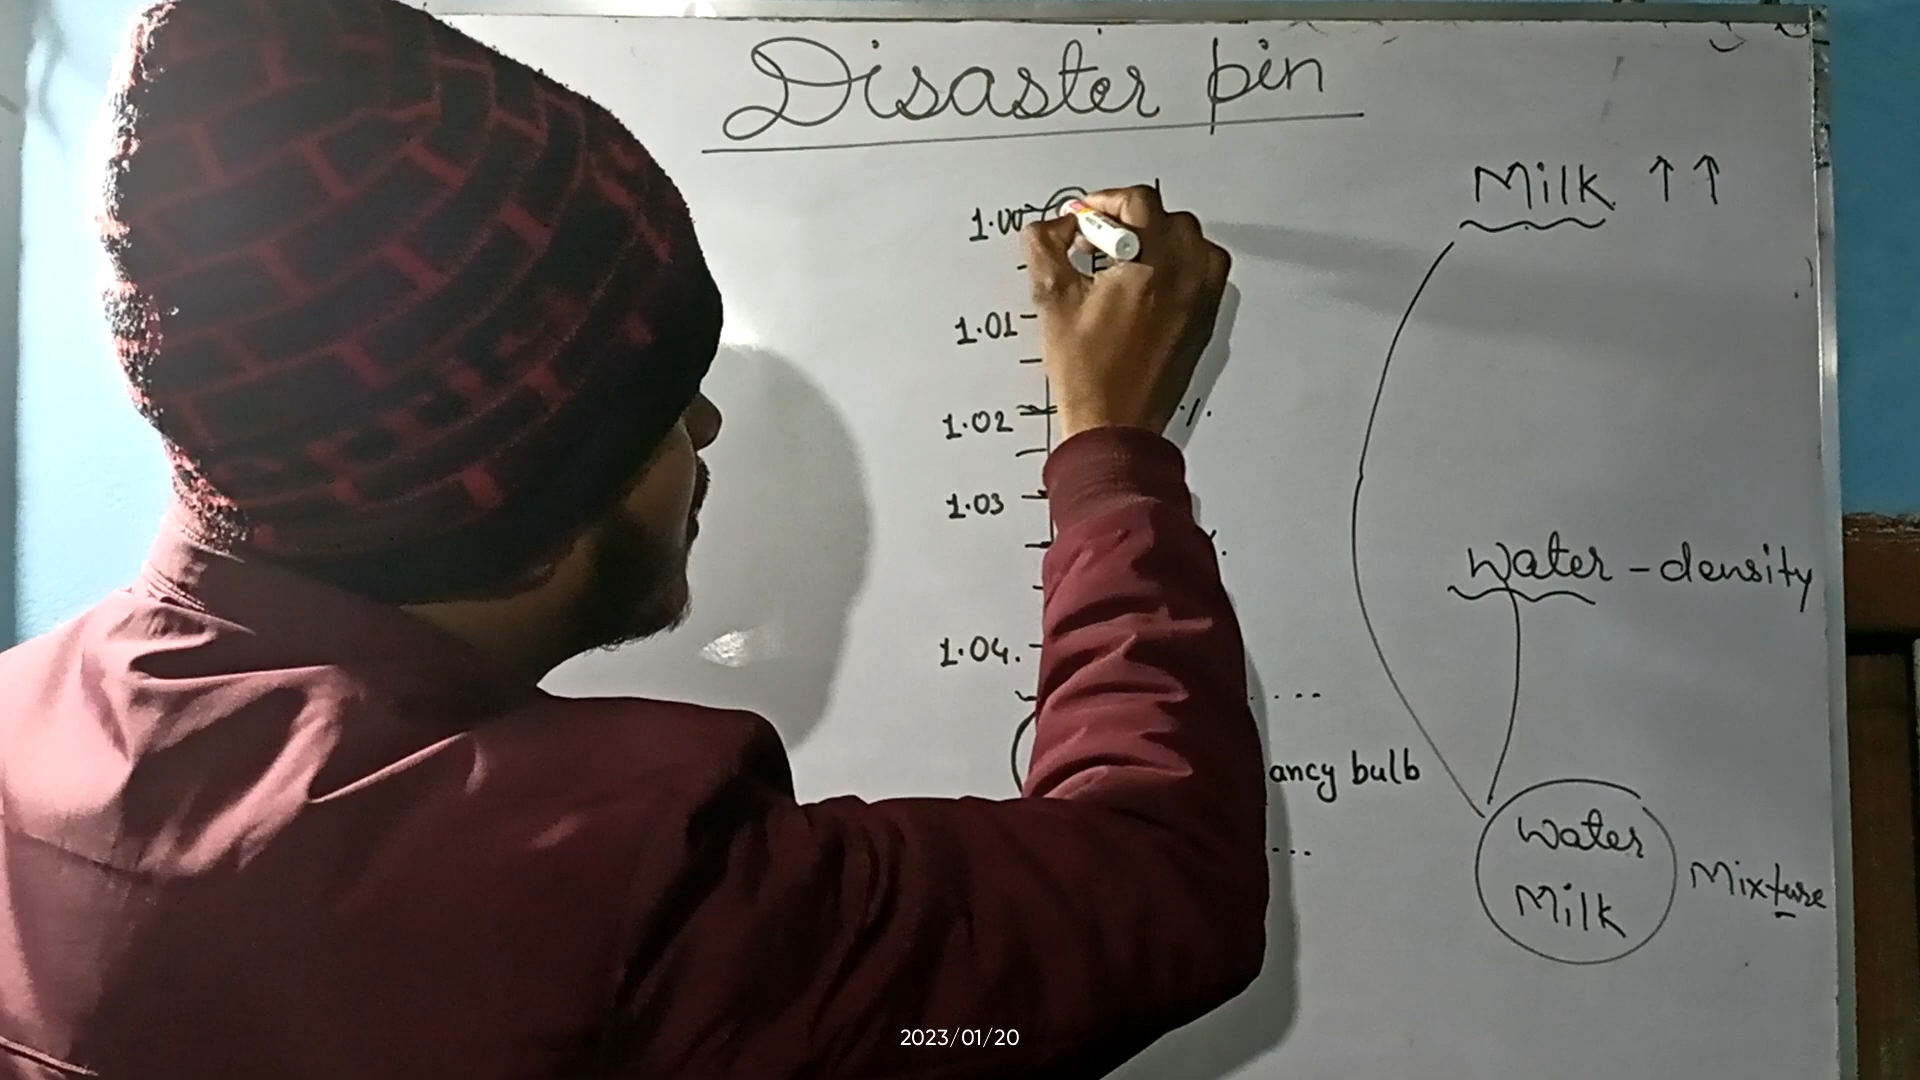 Disaster pin
Milk ↑↑
1.00
E
1.01
1.02
1.03
Water - density
1.04.
ancy bulb
Water
Milk
Mixture
2023/01/20